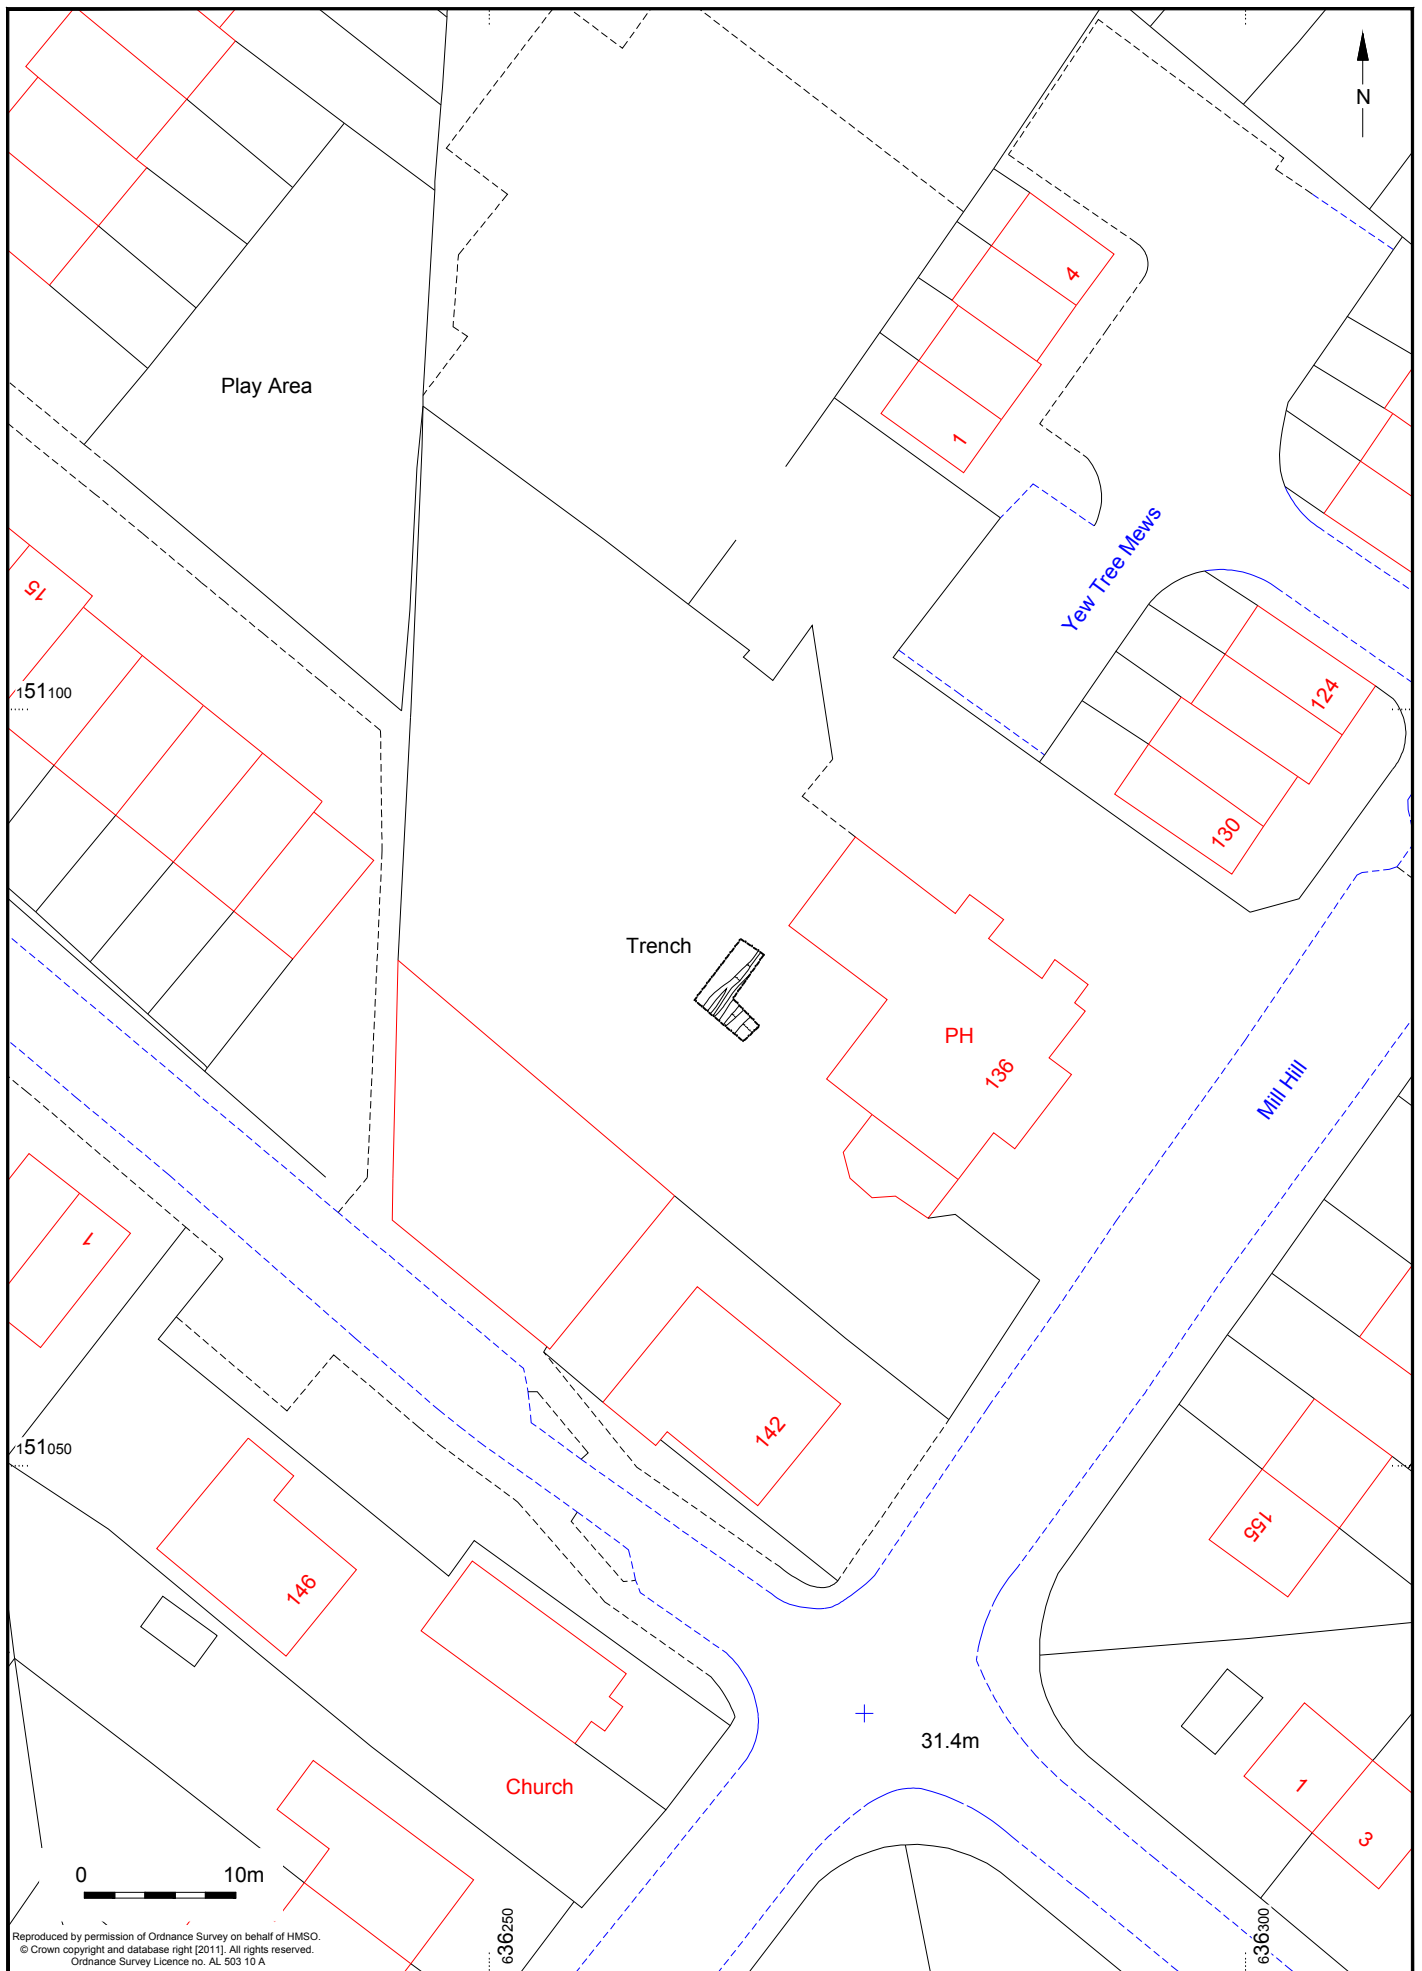 N
4
Play Area
1
Yew Tree Mews
15
151100
124
130
Trench
PH
136
Mill Hill
1
142
151050
155
146
31.4m
Church
1
3
0 10m
636250
636300
Reproduced by permission of Ordnance Survey on behalf of HMSO.
© Crown copyright and database right [2011]. All rights reserved.
Ordnance Survey Licence no. AL 503 10 A